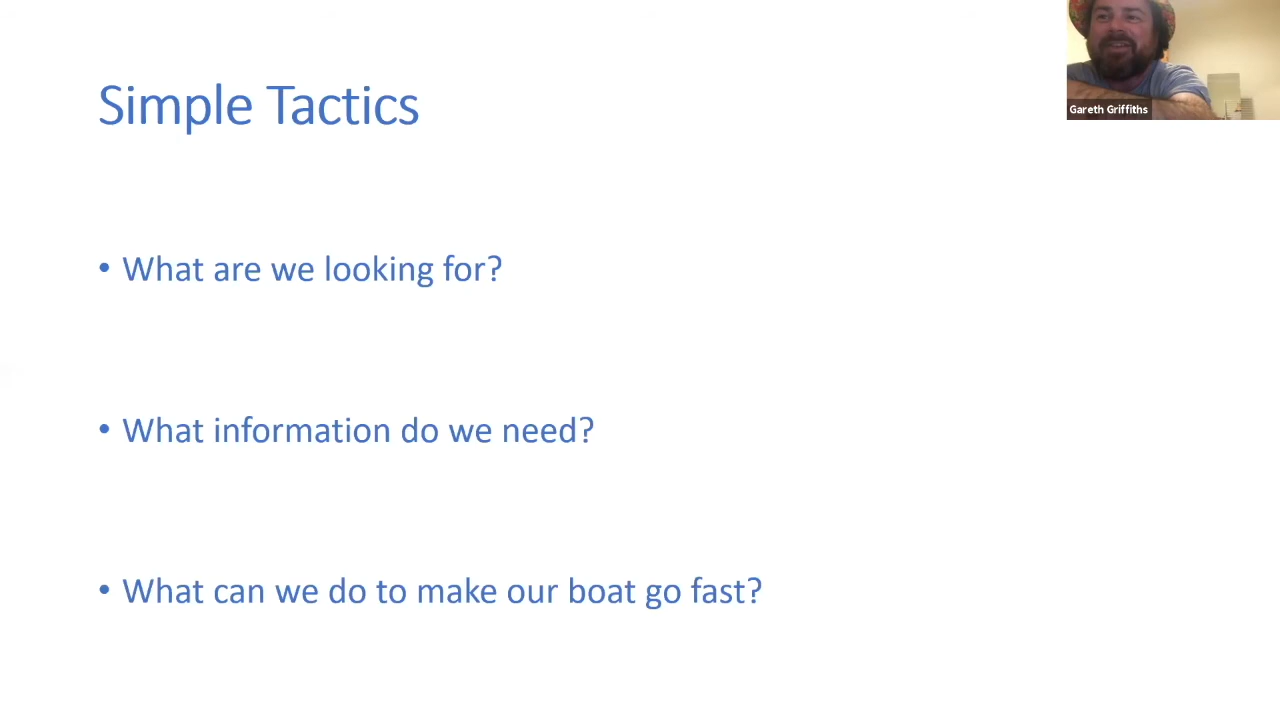 Simple Tactics
Gareth Griffiths
• What are we looking for?
• What information do we need?
• What can we do to make our boat go fast?